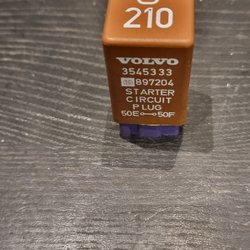 210
VOLVO
3545333
897204
STARTER
CIRCUIT
PLUG
50E 50F